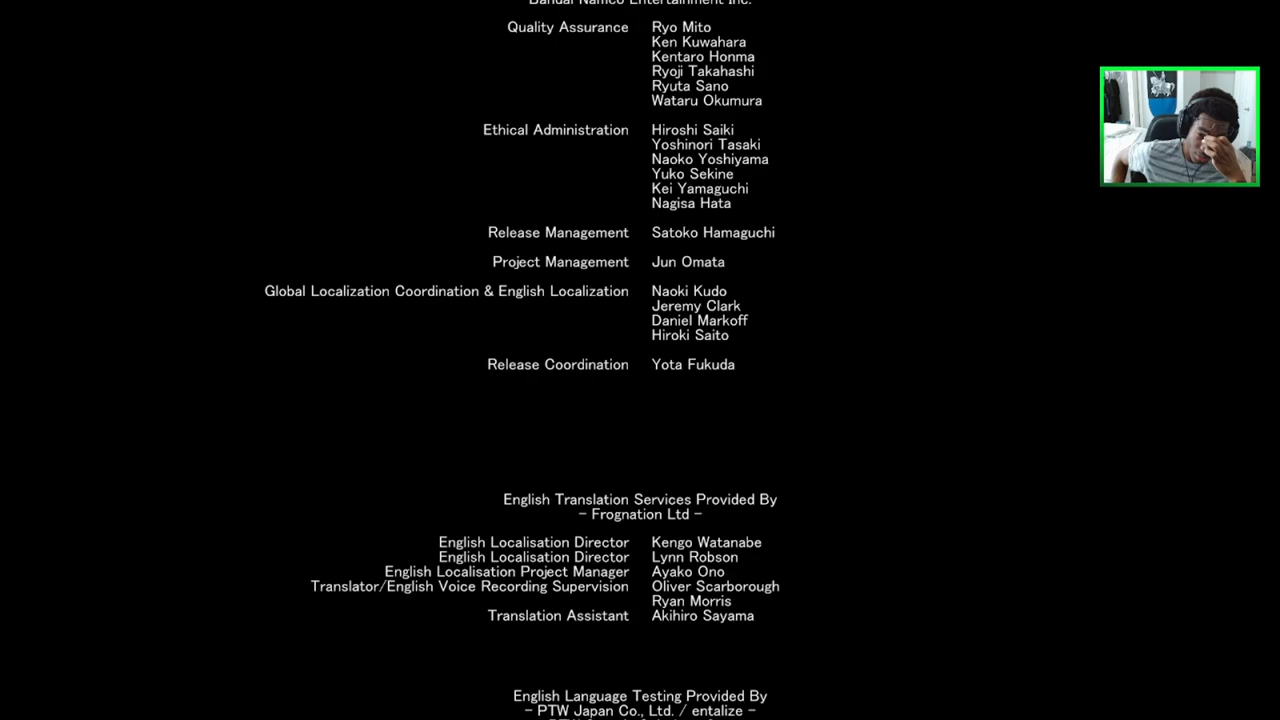 Bandai Namco Entertainment Inc.
Quality Assurance Ryo Mito
Ken Kuwahara
Kentaro Honma
Ryoji Takahashi
Ryuta Sano
Wataru Okumura
Ethical Administration Hiroshi Saiki
Yoshinori Tasaki
Naoko Yoshiyama
Yuko Sekine
Kei Yamaguchi
Nagisa Hata
Release Management Satoko Hamaguchi
Project Management Jun Omata
Global Localization Coordination & English Localization Naoki Kudo
Jeremy Clark
Daniel Markoff
Hiroki Saito
Release Coordination Yota Fukuda
English Translation Services Provided By
- Frognation Ltd -
English Localisation Director Kengo Watanabe
English Localisation Director Lynn Robson
English Localisation Project Manager Ayako Ono
Translator/English Voice Recording Supervision Oliver Scarborough
Ryan Morris
Translation Assistant Akihiro Sayama
English Language Testing Provided By
- PTW Japan Co., Ltd. / entalize -